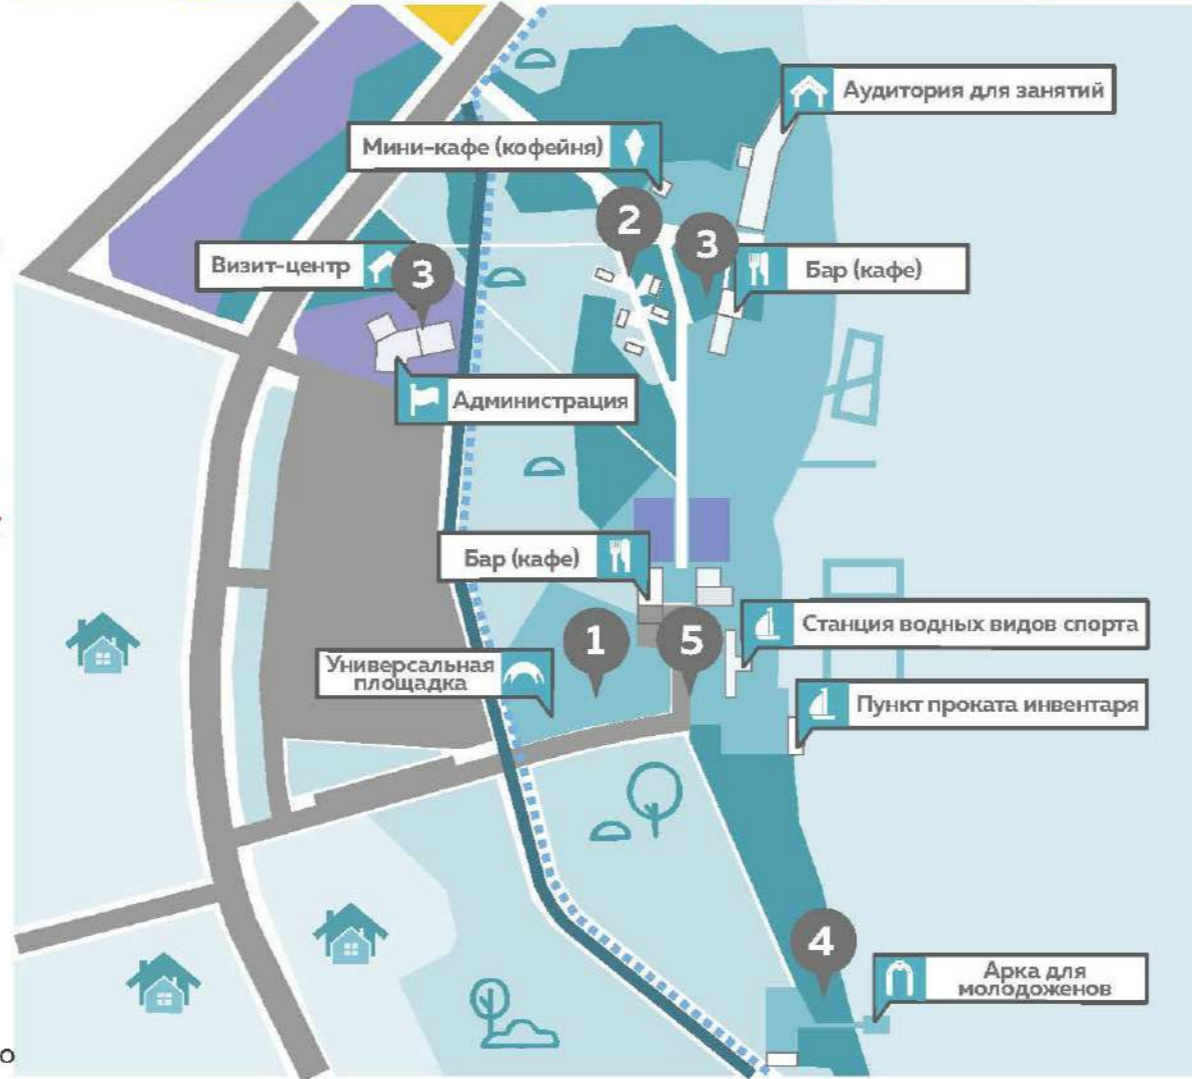 Аудитория для занятий
Мини-кафе (кофейня)
2
3
Визит-центр
3
Бар (кафе)
Администрация
Бар (кафе)
1
5
Станция водных видов спорта
Универсальная
площадка
Пункт проката инвентаря
4
Арка для
молодоженов
о